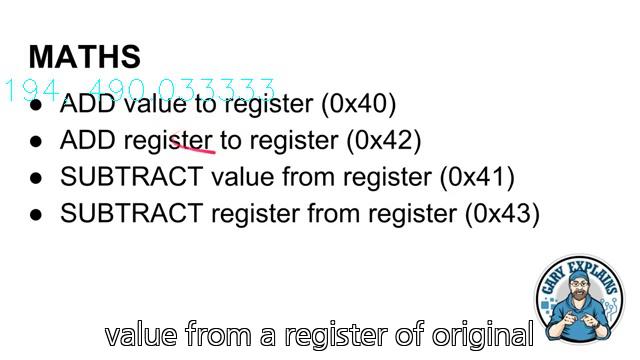 MATHS
194, 490.033333
● ADD value to register (0x40)
● ADD register to register (0x42)
● SUBTRACT value from register (0x41)
● SUBTRACT register from register (0x43)
GARY EXPLAINS
value from a register of original